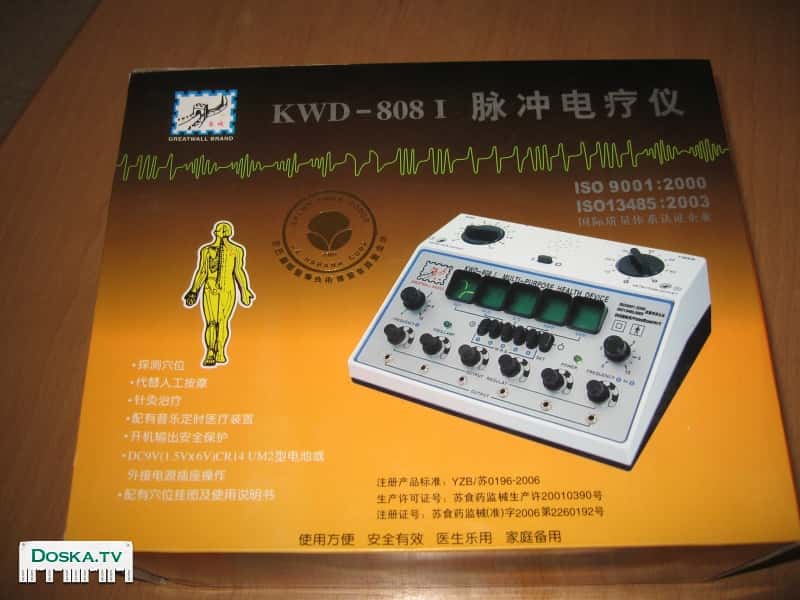 GREATWALL BRAND
KWD-808 I 脉冲电疗仪
ISO 9001:2000
ISO13485:2003
国际质量体系认证企业
KWD-808 I MULTI-PURPOSE HEALTH DEVICE
POWER
FREQUENCY
OUTPUT
SET
·探测穴位
·代替人工按摩
·针灸治疗
·配有音乐定时医疗装置
·开机输出安全保护
·DC9V(1.5V×6V)CR14 UM2型电池或
外接电源插座操作
·配有穴位挂图及使用说明书
注册产品标准: YZB/苏0196-2006
生产许可证号: 苏食药监械生产许20010390号
注册证号: 苏食药监械(准)字2006第2260192号
使用方便 安全有效 医生乐用 家庭备用
DOSKA.TV